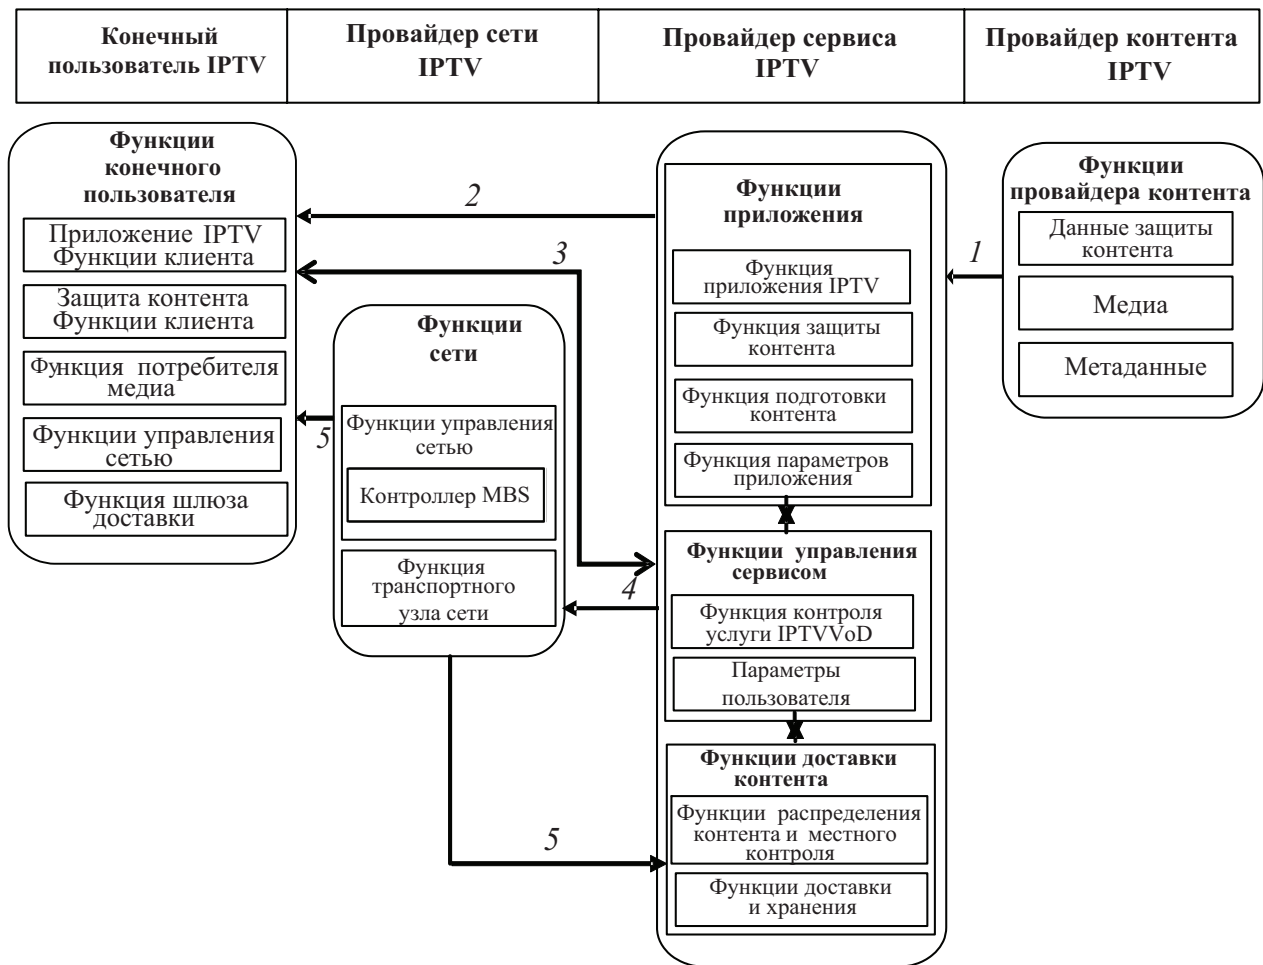 Конечный
пользователь IPTV
Провайдер сети
IPTV
Провайдер сервиса
IPTV
Провайдер контента
IPTV
Функции
конечного
пользователя
Приложение IPTV
Функции клиента
Защита контента
Функции клиента
Функция потребителя
медиа
Функции управления
сетью
Функция шлюза
доставки
2
3
5
Функции
сети
Функции управления
сетью
Контроллер MBS
Функция
транспортного
узла сети
4
5
Функции
приложения
Функция
приложения IPTV
Функция защиты
контента
Функция подготовки
контента
Функция параметров
приложения
Функции управления
сервисом
Функция контроля
услуги IPTVVoD
Параметры
пользователя
Функции доставки
контента
Функции распределения
контента и местного
контроля
Функции доставки
и хранения
1
Функции
провайдера контента
Данные защиты
контента
Медиа
Метаданные